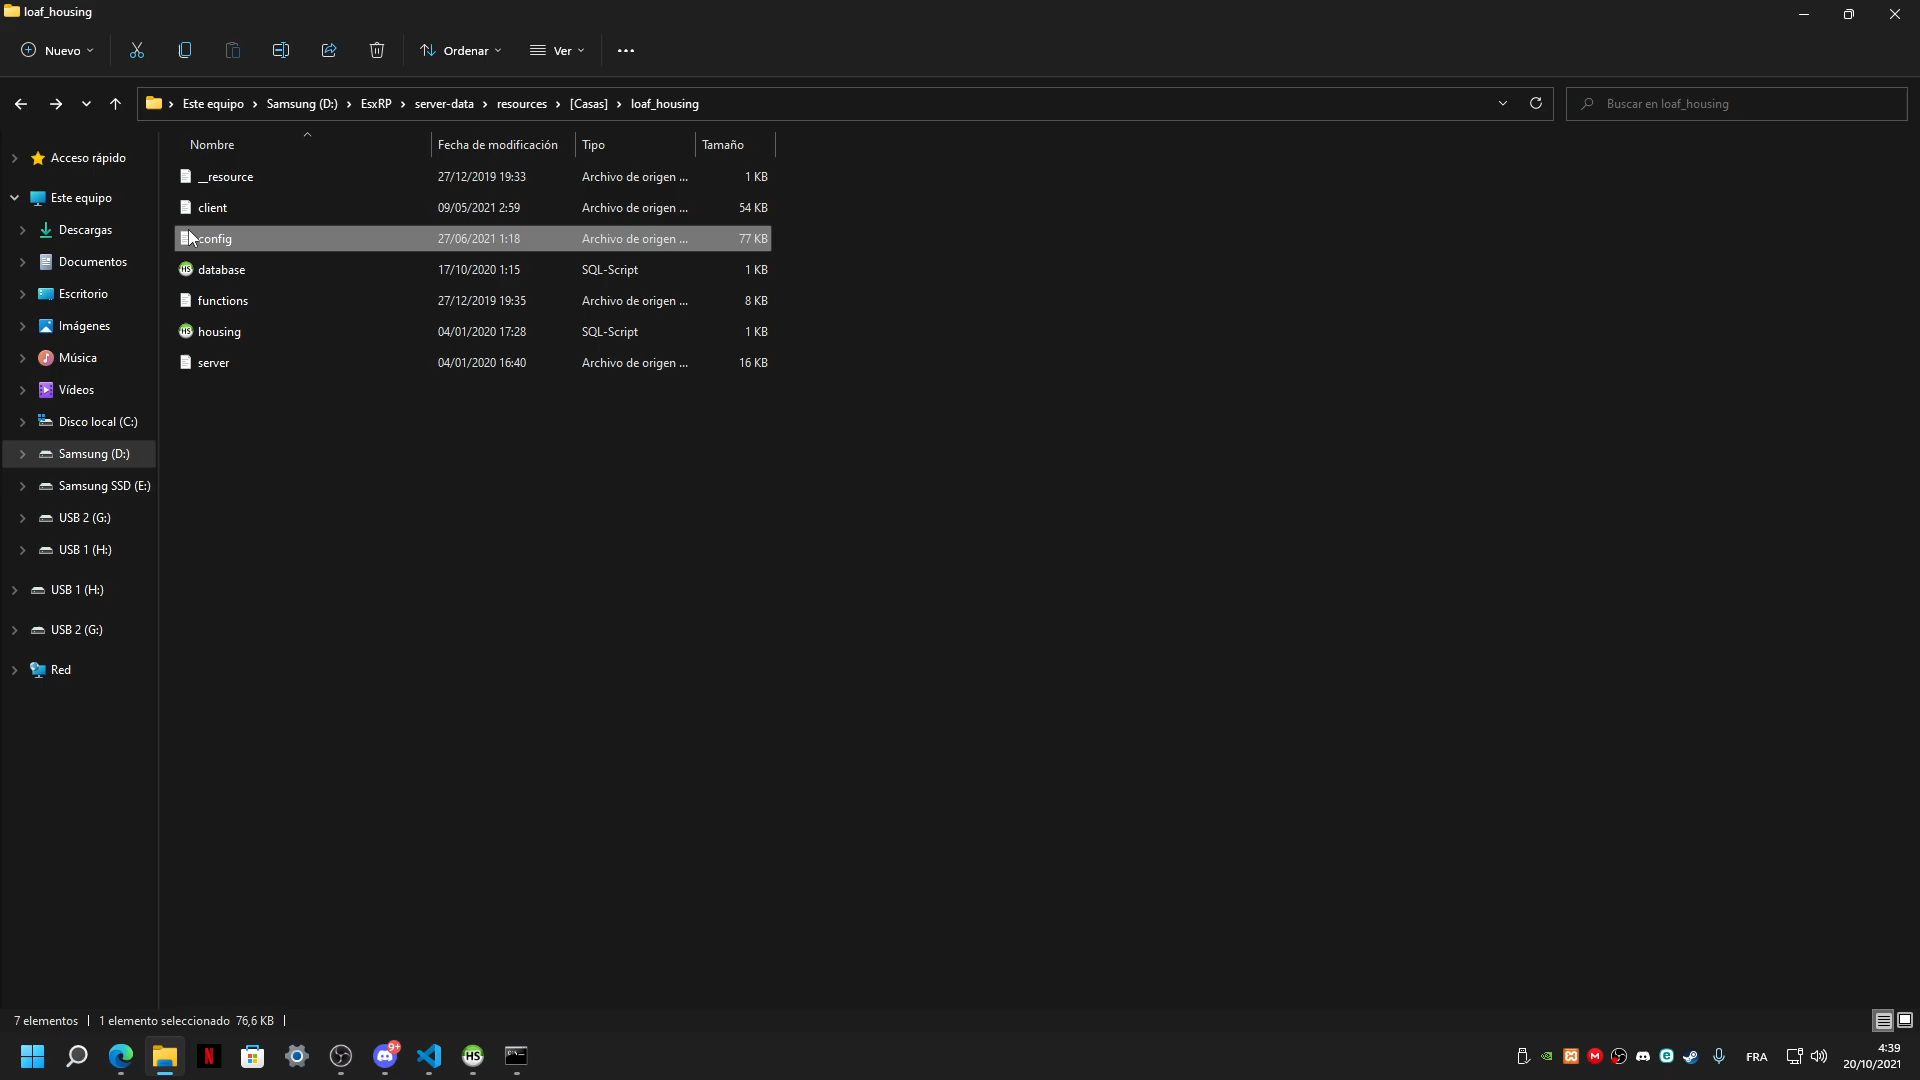 loaf_housing
Nuevo
Ordenar
Ver
Este equipo
Samsung (D:)
EsxRP
server-data
resources
[Casas]
loaf_housing
Buscar en loaf_housing
Nombre
Fecha de modificación
Tipo
Tamaño
__resource 27/12/2019 19:33 Archivo de origen ... 1 KB
client 09/05/2021 2:59 Archivo de origen ... 54 KB
config 27/06/2021 1:18 Archivo de origen ... 77 KB
database 17/10/2020 1:15 SQL-Script 1 KB
functions 27/12/2019 19:35 Archivo de origen ... 8 KB
housing 04/01/2020 17:28 SQL-Script 1 KB
server 04/01/2020 16:40 Archivo de origen ... 16 KB
Acceso rápido
Este equipo
Descargas
Documentos
Escritorio
Imágenes
Música
Vídeos
Disco local (C:)
Samsung (D:)
Samsung SSD (E:)
USB 2 (G:)
USB 1 (H:)
USB 1 (H:)
USB 2 (G:)
Red
7 elementos
1 elemento seleccionado 76,6 KB
N
9+
HS
FRA
4:39
20/10/2021